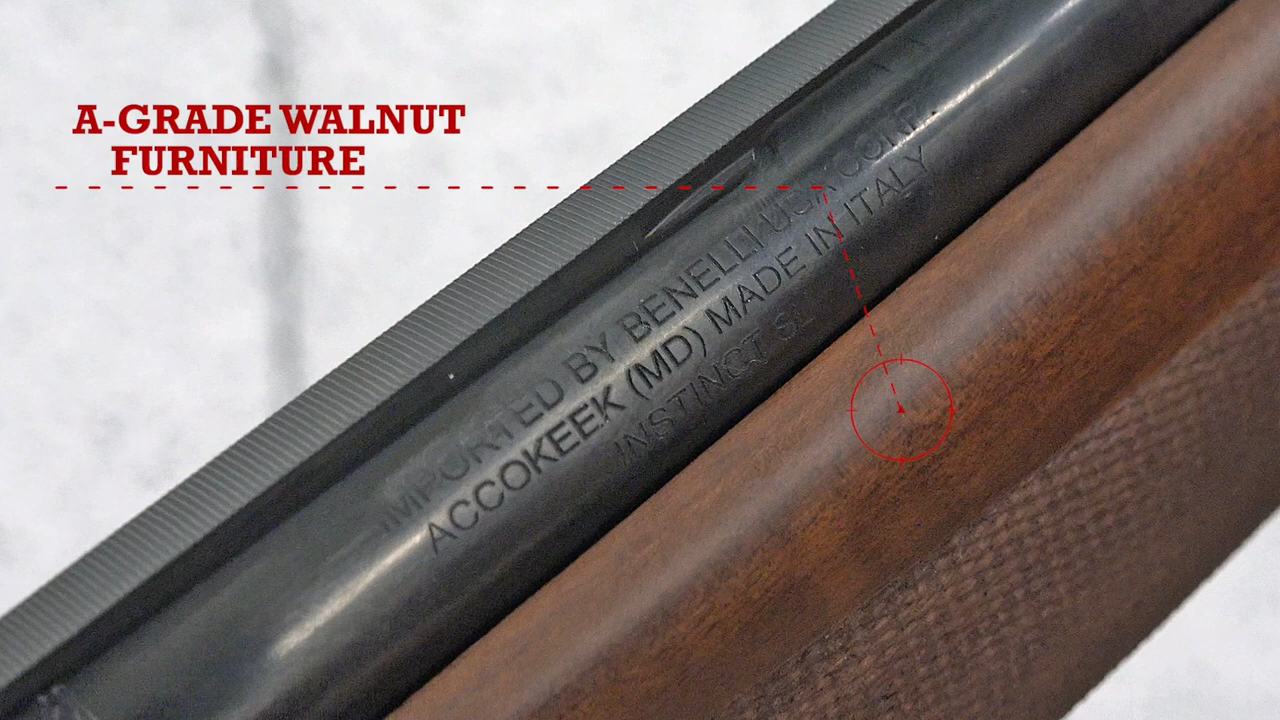 A-GRADE WALNUT
FURNITURE
IMPORTED BY BENELLI USA CORP.
ACCOKEEK (MD) MADE IN ITALY
INSTINCT SL